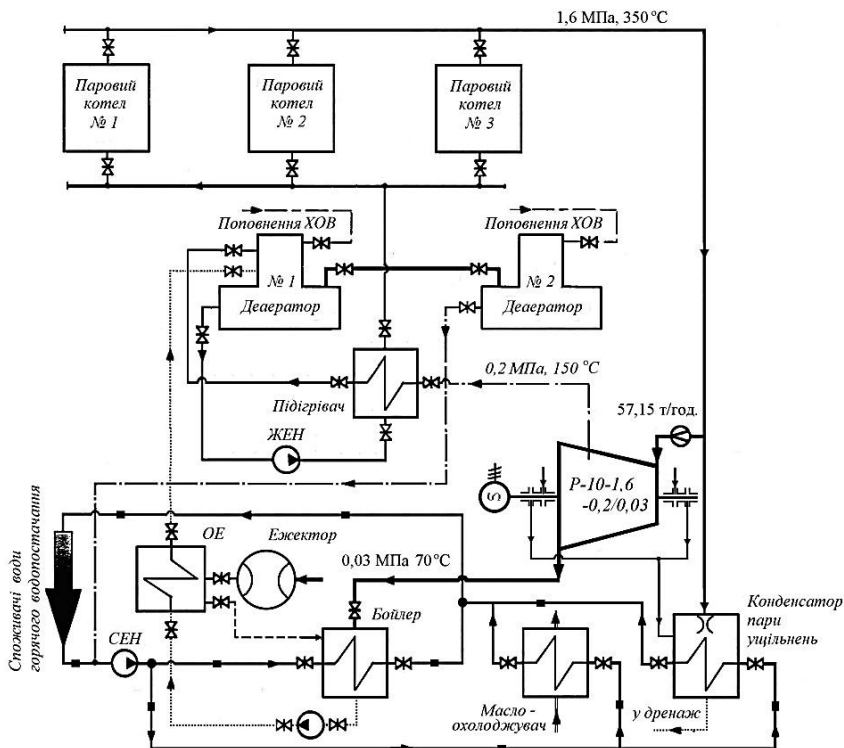 1,6 МПа, 350 °С
Паровий
котел
№ 1
Паровий
котел
№ 2
Паровий
котел
№ 3
Поповнення ХОВ
Поповнення ХОВ
№ 1
Деаератор
№ 2
Деаератор
0,2 МПа, 150 °С
Підігрівач
57,15 т/год.
ЖЕН
Р-10-1,6
-0,2/0,03
S
Споживачі води
горячого водопостачання
ОЕ
Ежектор
0,03 МПа 70 °С
Бойлер
Конденсатор
пари
ущільнень
СЕН
Масло -
охолоджувач
у дренаж